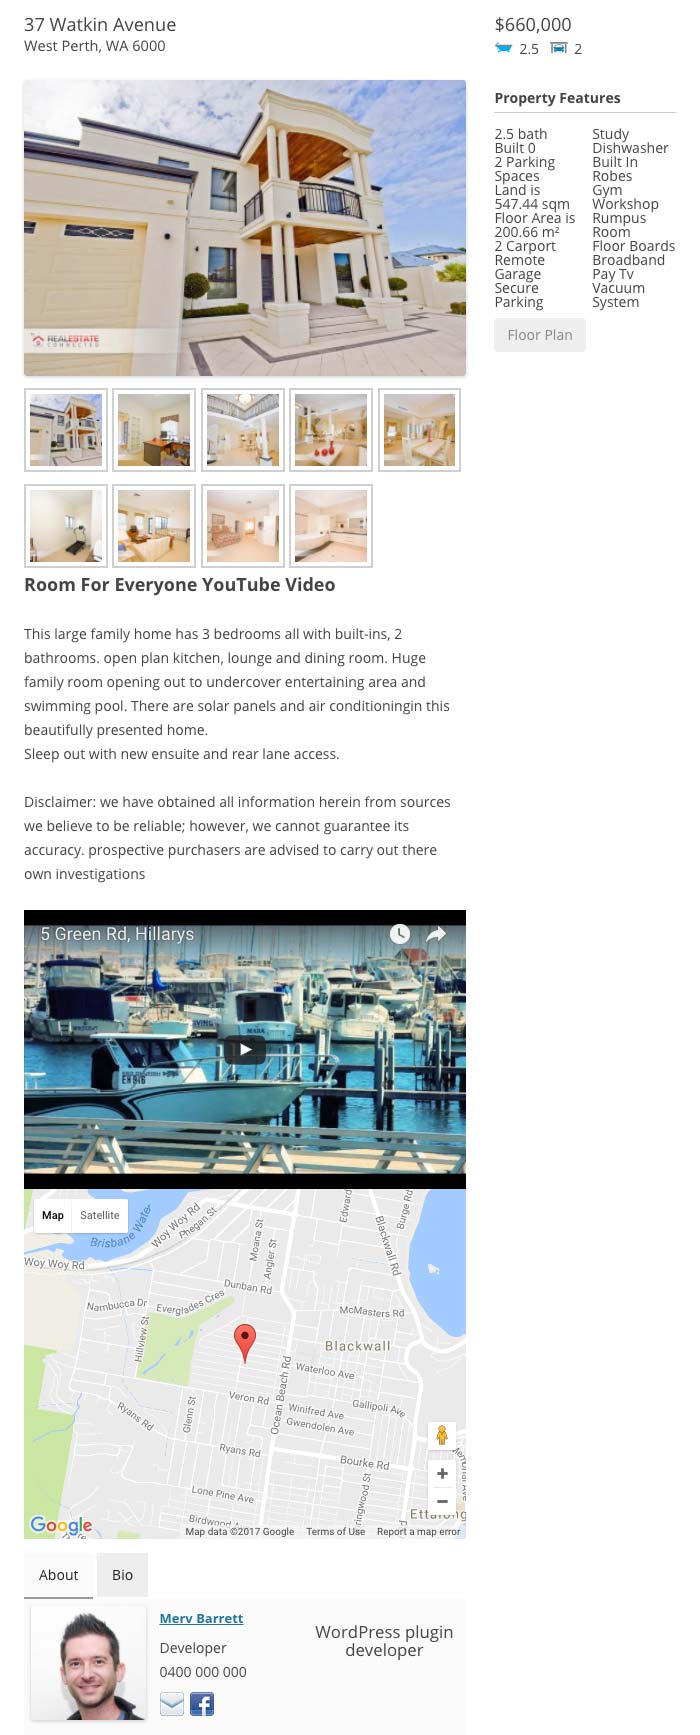 37 Watkin Avenue
West Perth, WA 6000
$660,000
2.5 2
REALESTATE
CONNECTED
Property Features
2.5 bath
Built 0
2 Parking
Spaces
Land is
547.44 sqm
Floor Area is
200.66 m²
2 Carport
Remote
Garage
Secure
Parking
Study
Dishwasher
Built In
Robes
Gym
Workshop
Rumpus
Room
Floor Boards
Broadband
Pay Tv
Vacuum
System
Floor Plan
Room For Everyone YouTube Video
This large family home has 3 bedrooms all with built-ins, 2
bathrooms. open plan kitchen, lounge and dining room. Huge
family room opening out to undercover entertaining area and
swimming pool. There are solar panels and air conditioningin this
beautifully presented home.
Sleep out with new ensuite and rear lane access.
Disclaimer: we have obtained all information herein from sources
we believe to be reliable; however, we cannot guarantee its
accuracy. prospective purchasers are advised to carry out there
own investigations
5 Green Rd, Hillarys
Map Satellite
Brisbane Water
Woy Woy Rd
Phegan St
Woy Woy Rd
Moana St
Angler St
Edward
Blackwall Rd
Burge Rd
Dunban Rd
Nambucca Dr
Everglades Cres
McMasters Rd
Hillview St
Blackwall
Ocean Beach Rd
Waterloo Ave
Veron Rd
Glenn St
Winifred Ave
Gallipoli Ave
Gwendolen Ave
Ryans Rd
Ryans Rd
Bourke Rd
Memorial Ave
Lone Pine Ave
ringwood St
Birdwood
Ettalong
Google
Map data ©2017 Google Terms of Use Report a map error
About Bio
Merv Barrett
Developer
0400 000 000
WordPress plugin
developer